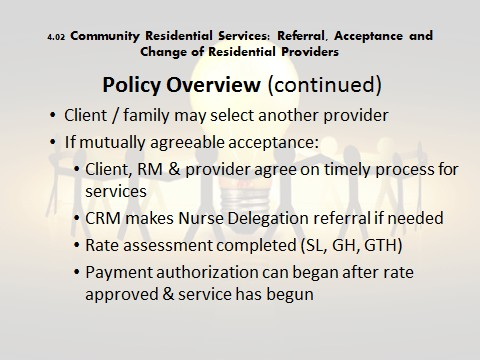 4.02 Community Residential Services: Referral, Acceptance and
Change of Residential Providers
Policy Overview (continued)
• Client / family may select another provider
• If mutually agreeable acceptance:
• Client, RM & provider agree on timely process for
services
• CRM makes Nurse Delegation referral if needed
• Rate assessment completed (SL, GH, GTH)
• Payment authorization can began after rate
approved & service has begun